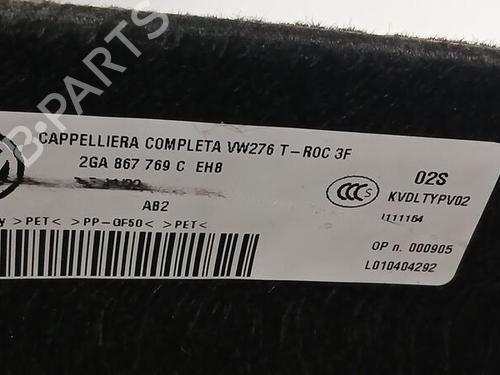 CAPPELLIERA COMPLETA VW276 T-ROC 3F
2GA 867 769 C EH8
AB2
>PET< >PP-GF50< >PET<
CCC S
02S
KVDLTYPV02
I111164
OP n. 000905
L010404292